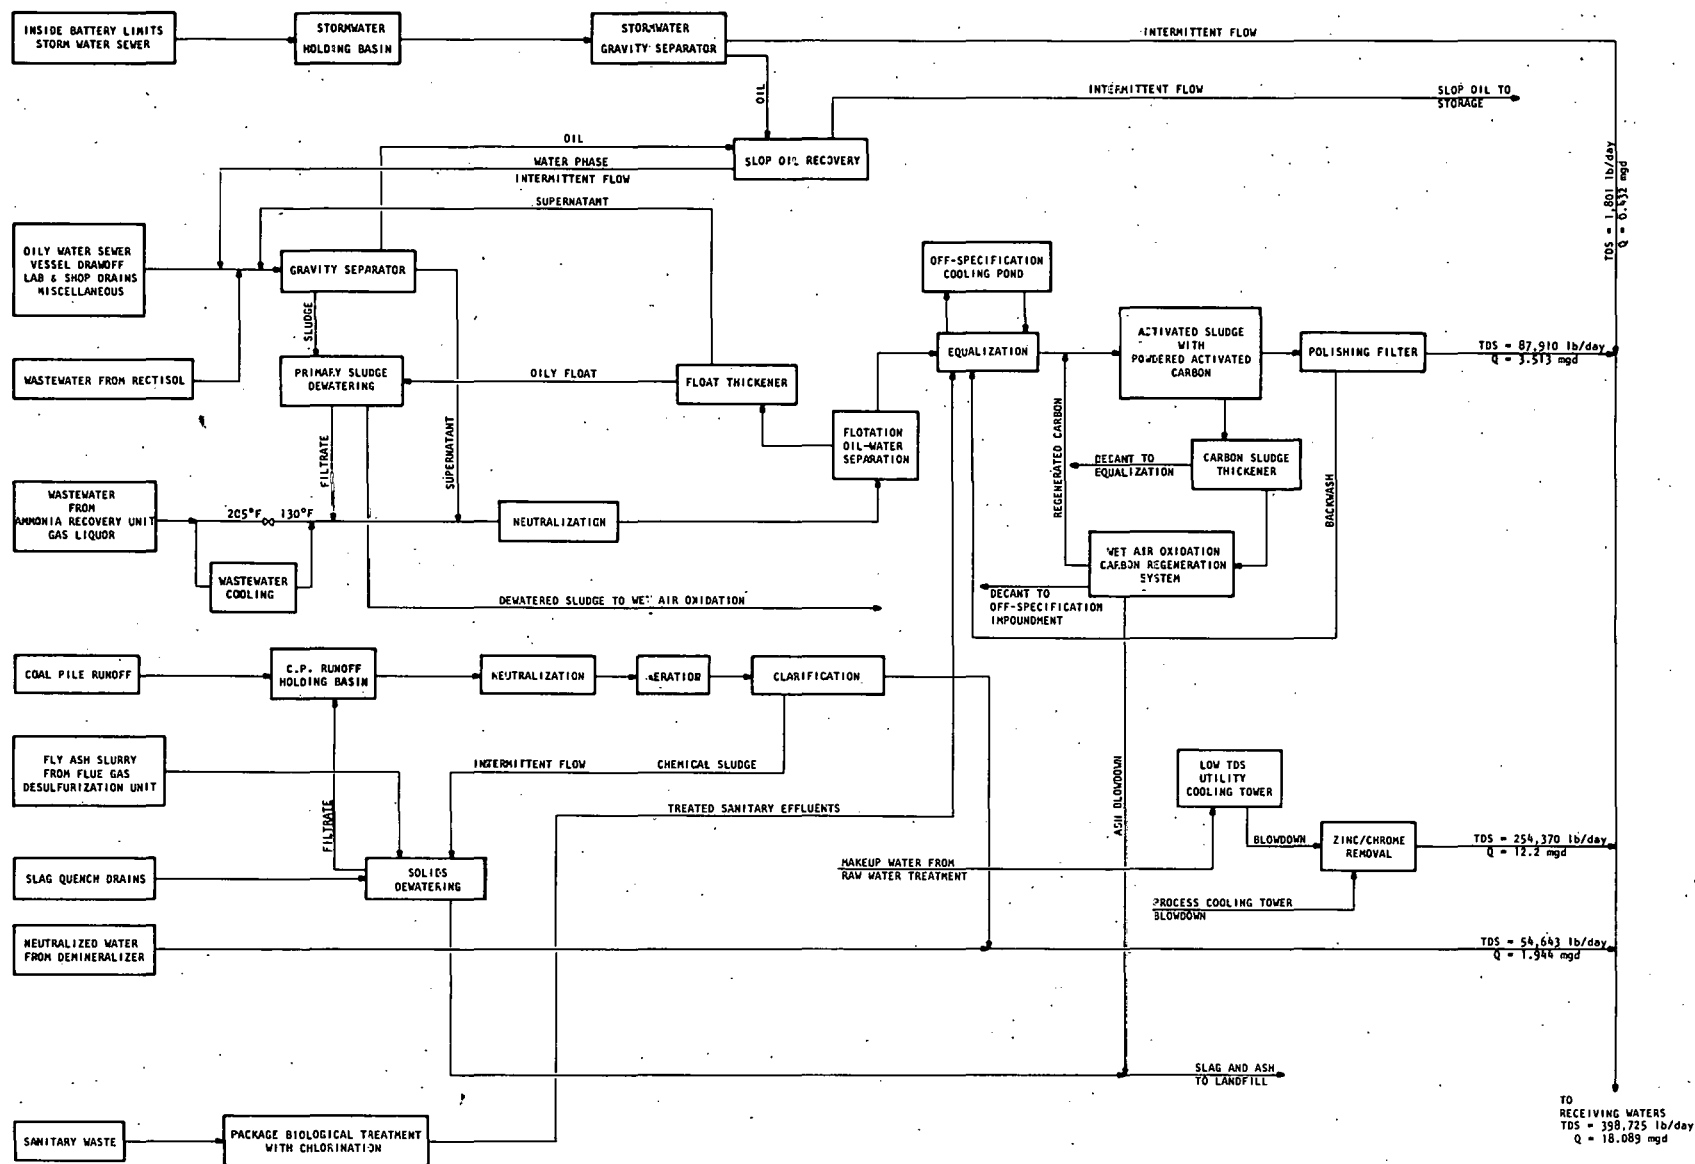 INSIDE BATTERY LIMITS
STORM WATER SEWER
STORMWATER
HOLDING BASIN
STORMWATER
GRAVITY SEPARATOR
INTERMITTENT FLOW
OIL
INTERMITTENT FLOW
SLOP OIL TO
STORAGE
OIL
SLOP OIL RECOVERY
WATER PHASE
INTERMITTENT FLOW
SUPERNATANT
TDS = 1,801 lb/day
Q = 0.432 mgd
OILY WATER SEWER
VESSEL DRAWOFF
LAB & SHOP DRAINS
MISCELLANEOUS
GRAVITY SEPARATOR
OFF-SPECIFICATION
COOLING POND
SLUDGE
EQUALIZATION
ACTIVATED SLUDGE
WITH
POWDERED ACTIVATED
CARBON
POLISHING FILTER
TDS = 87,910 lb/day
Q = 3.513 mgd
WASTEWATER FROM RECTISOL
PRIMARY SLUDGE
DEWATERING
OILY FLOAT
FLOAT THICKENER
FILTRATE
SUPERNATANT
FLOTATION
OIL-WATER
SEPARATION
REGENERATED CARBON
DECANT TO
EQUALIZATION
CARBON SLUDGE
THICKENER
BACKWASH
WASTEWATER
FROM
AMMONIA RECOVERY UNIT
GAS LIQUOR
205°F
130°F
NEUTRALIZATION
WASTEWATER
COOLING
WET AIR OXIDATION
CARBON REGENERATION
SYSTEM
DECANT TO
OFF-SPECIFICATION
IMPOUNDMENT
DEWATERED SLUDGE TO WET AIR OXIDATION
COAL PILE RUNOFF
C.P. RUNOFF
HOLDING BASIN
NEUTRALIZATION
AERATION
CLARIFICATION
FLY ASH SLURRY
FROM FLUE GAS
DESULFURIZATION UNIT
INTERMITTENT FLOW
CHEMICAL SLUDGE
FILTRATE
TREATED SANITARY EFFLUENTS
ASH BLOWDOWN
LOW TDS
UTILITY
COOLING TOWER
BLOWDOWN
ZINC/CHROME
REMOVAL
TDS = 254,370 lb/day
Q = 12.2 mgd
SLAG QUENCH DRAINS
SOLIDS
DEWATERING
MAKEUP WATER FROM
RAW WATER TREATMENT
PROCESS COOLING TOWER
BLOWDOWN
NEUTRALIZED WATER
FROM DEMINERALIZER
TDS = 54,643 lb/day
Q = 1.944 mgd
SLAG AND ASH
TO LANDFILL
SANITARY WASTE
PACKAGE BIOLOGICAL TREATMENT
WITH CHLORINATION
TO
RECEIVING WATERS
TDS = 398,725 lb/day
Q = 18.089 mgd